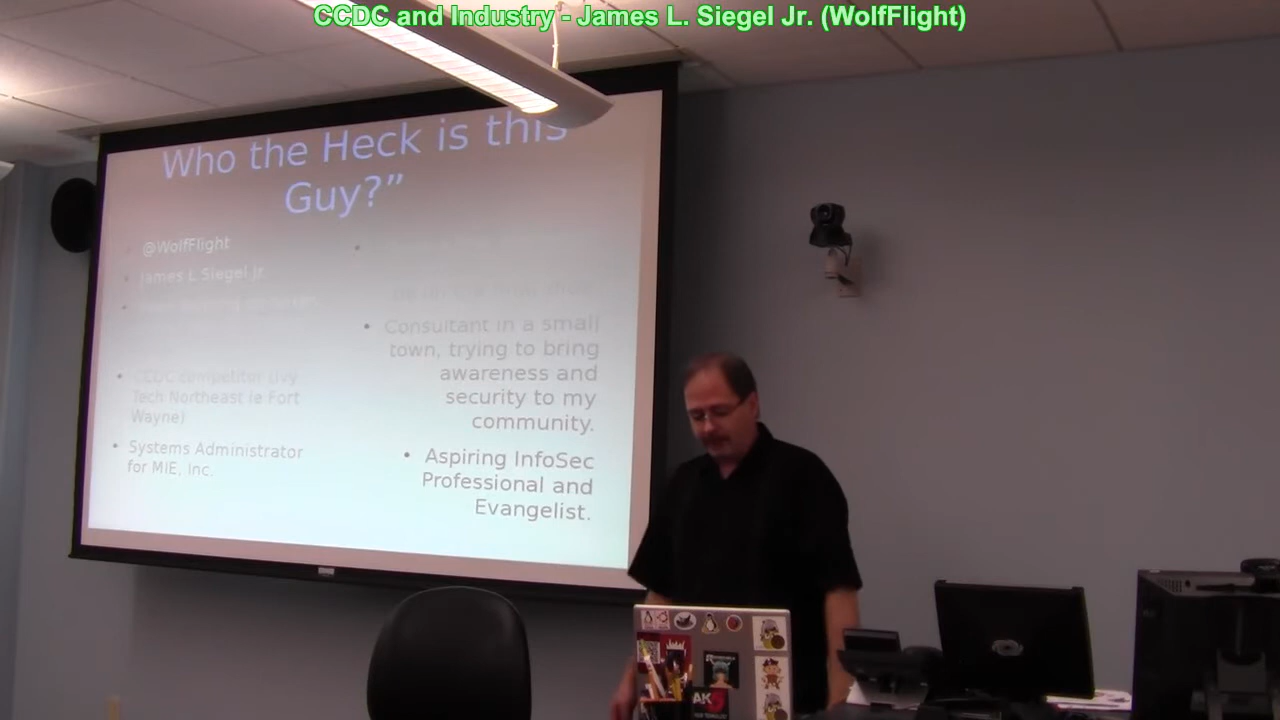 CCDC and Industry - James L. Siegel Jr. (WolfFlight)
Who the Heck is this
Guy?”
@WolfFlight
James L Siegel Jr
CCDC competitor (Ivy
Tech Northeast ie Fort
Wayne)
Systems Administrator
for MIE, Inc.
Consultant in a small
town, trying to bring
awareness and
security to my
community.
Aspiring InfoSec
Professional and
Evangelist.